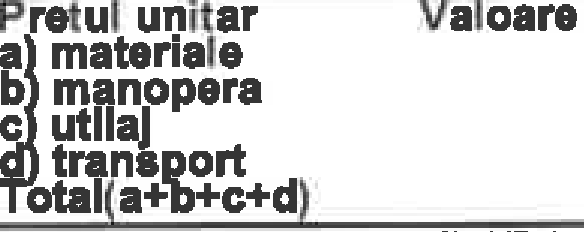 Pretul unitar Valoare
a) materiale
b) manopera
c) utilaj
d) transport
Total(a+b+c+d)